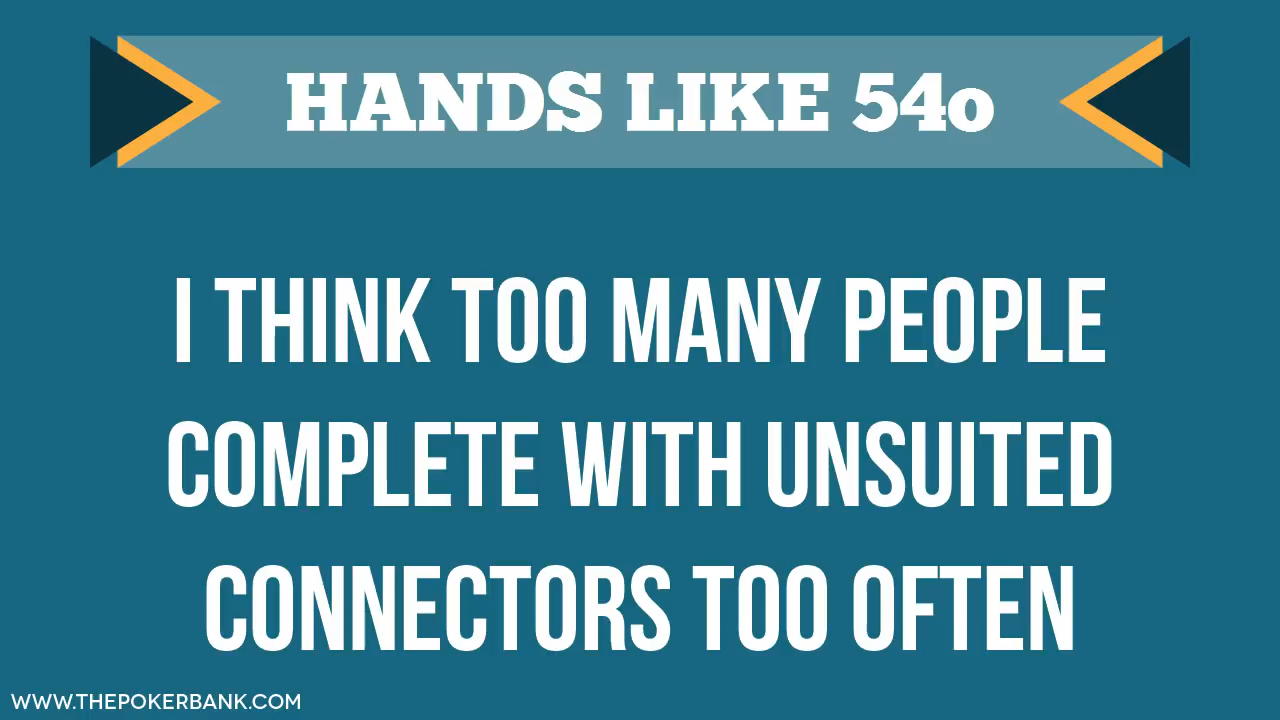 HANDS LIKE 54o
I THINK TOO MANY PEOPLE
COMPLETE WITH UNSUITED
CONNECTORS TOO OFTEN
WWW.THEPOKERBANK.COM